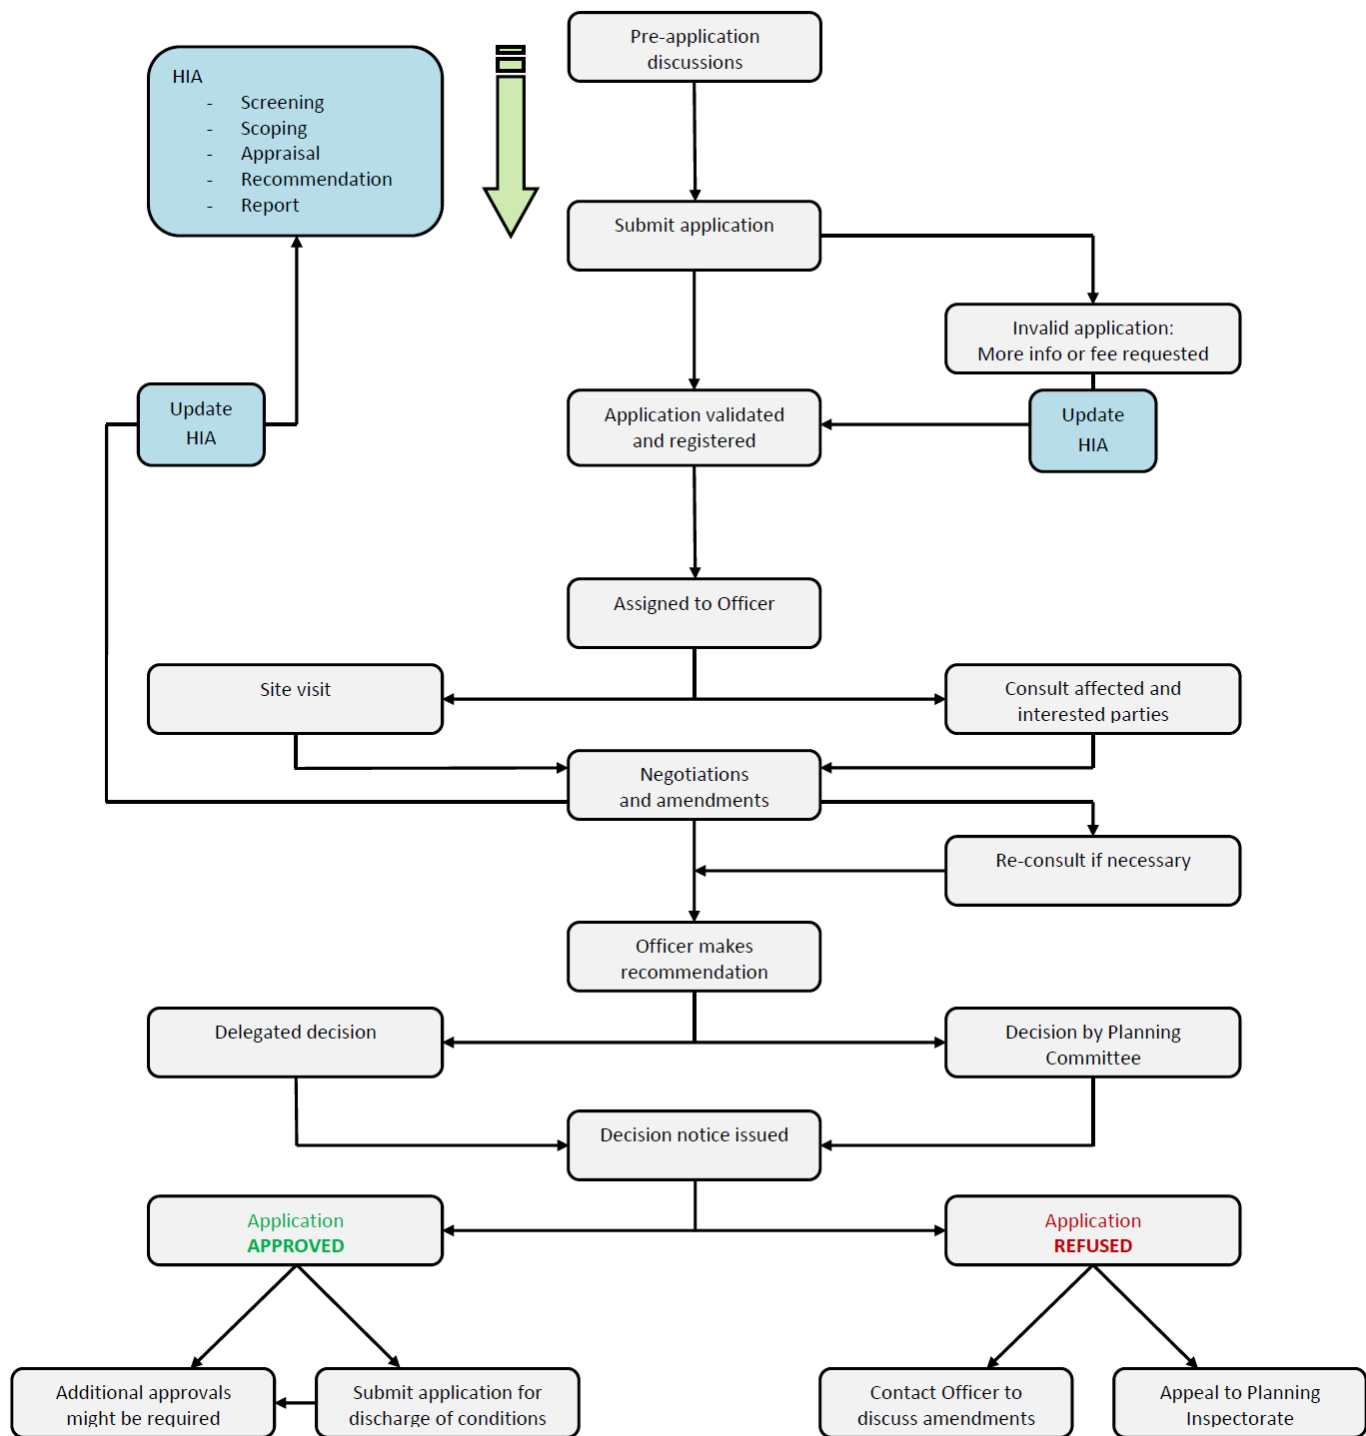 Pre-application
discussions
HIA
- Screening
- Scoping
- Appraisal
- Recommendation
- Report
Submit application
Invalid application:
More info or fee requested
Update
HIA
Application validated
and registered
Update
HIA
Assigned to Officer
Site visit
Consult affected and
interested parties
Negotiations
and amendments
Re-consult if necessary
Officer makes
recommendation
Delegated decision
Decision by Planning
Committee
Decision notice issued
Application
APPROVED
Application
REFUSED
Additional approvals
might be required
Submit application for
discharge of conditions
Contact Officer to
discuss amendments
Appeal to Planning
Inspectorate